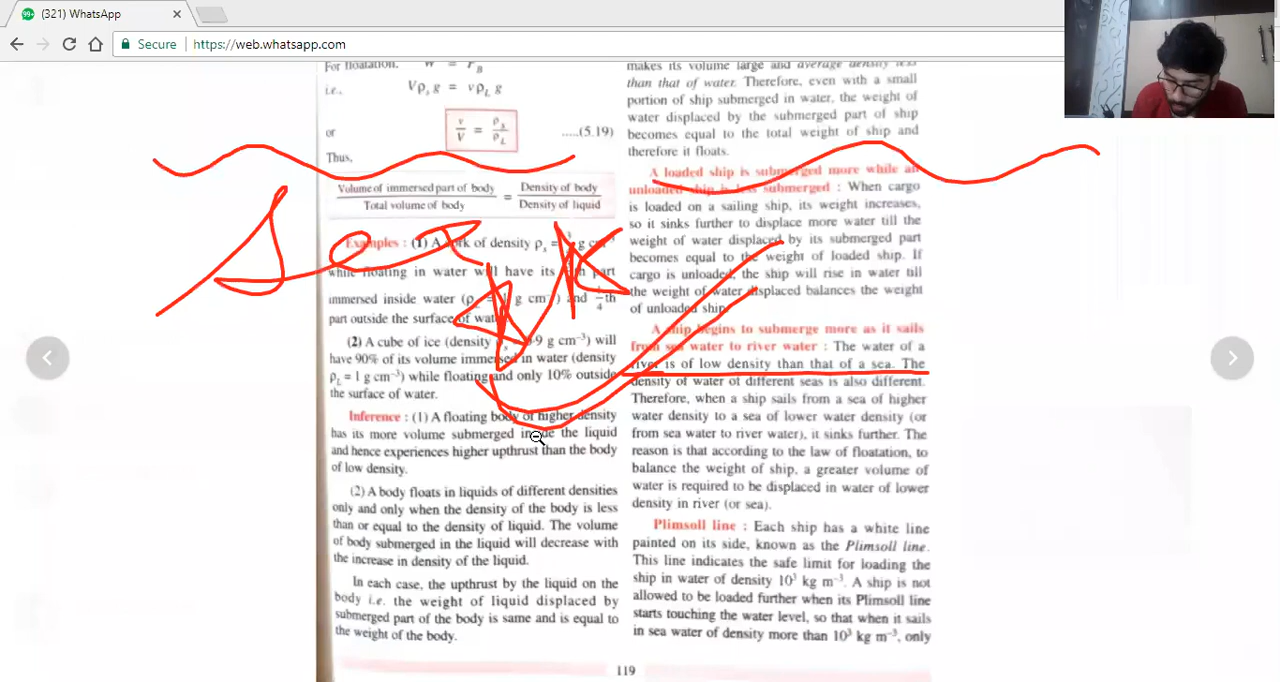 (321) WhatsApp
Secure
https://web.whatsapp.com
For floatation,
i.e., Vρs g = vρL g
or v/V = ρs/ρL .....(5.19)
Thus,
Volume of immersed part of body / Total volume of body = Density of body / Density of liquid
Examples : (1) A cork of density ρs = g cm
while floating in water will have its part
immersed inside water g cm and 1/4 th
part outside the surface of water
(2) A cube of ice (density 9 g cm⁻³) will
have 90% of its volume immersed in water (density
ρL = 1 g cm⁻³) while floating and only 10% outside
the surface of water.
Inference : (1) A floating body of higher density
has its more volume submerged inside the liquid
and hence experiences higher upthrust than the body
of low density.
(2) A body floats in liquids of different densities
only and only when the density of the body is less
than or equal to the density of liquid. The volume
of body submerged in the liquid will decrease with
the increase in density of the liquid.
In each case, the upthrust by the liquid on the
body i.e. the weight of liquid displaced by
submerged part of the body is same and is equal to
the weight of the body.
makes its volume large and average density less
than that of water. Therefore, even with a small
portion of ship submerged in water, the weight of
water displaced by the submerged part of ship
becomes equal to the total weight of ship and
therefore it floats.
A loaded ship is submerged more while an
unloaded ship is less submerged : When cargo
is loaded on a sailing ship, its weight increases,
so it sinks further to displace more water till the
weight of water displaced by its submerged part
becomes equal to the weight of loaded ship. If
cargo is unloaded, the ship will rise in water till
the weight of water displaced balances the weight
of unloaded ship.
A ship begins to submerge more as it sails
from sea water to river water : The water of a
river is of low density than that of a sea. The
density of water of different seas is also different.
Therefore, when a ship sails from a sea of higher
water density to a sea of lower water density (or
from sea water to river water), it sinks further. The
reason is that according to the law of floatation, to
balance the weight of ship, a greater volume of
water is required to be displaced in water of lower
density in river (or sea).
Plimsoll line : Each ship has a white line
painted on its side, known as the Plimsoll line.
This line indicates the safe limit for loading the
ship in water of density 10³ kg m⁻³. A ship is not
allowed to be loaded further when its Plimsoll line
starts touching the water level, so that when it sails
in sea water of density more than 10³ kg m⁻³, only
119